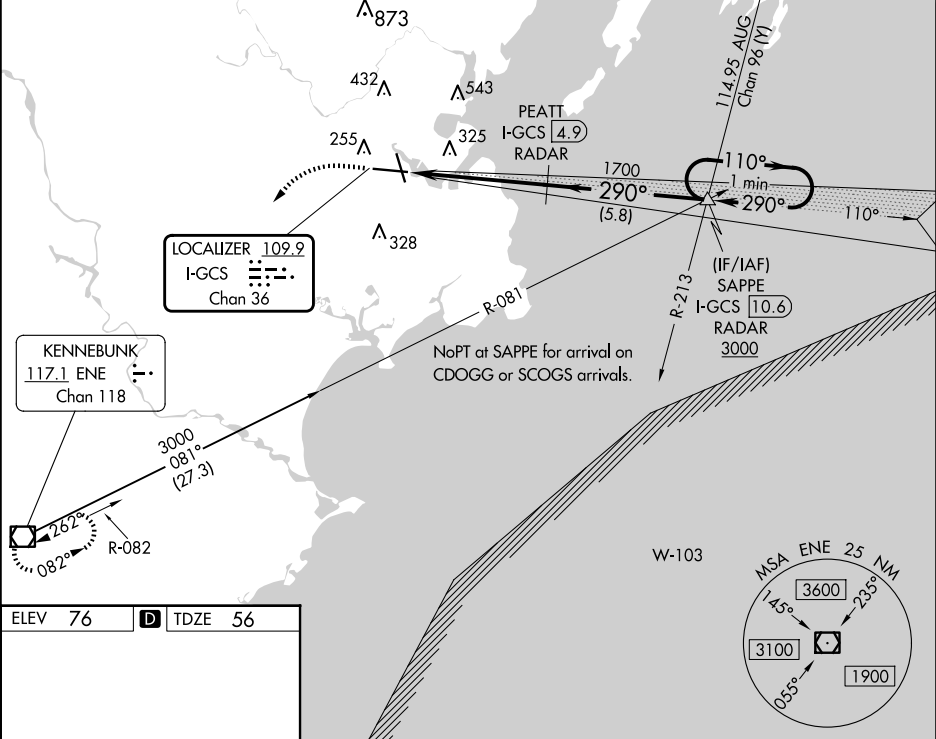 873
432
543
255
325
328
PEATT
I-GCS 4.9
RADAR
1700
290°
(5.8)
114.95 AUG
Chan 96 (Y)
110°
1 min
290°
110°
LOCALIZER 109.9
I-GCS
Chan 36
(IF/IAF)
SAPPE
I-GCS 10.6
RADAR
3000
R-213
R-081
NoPT at SAPPE for arrival on
CDOGG or SCOGS arrivals.
KENNEBUNK
117.1 ENE
Chan 118
3000
081°
(27.3)
262°
082°
R-082
W-103
MSA ENE 25 NM
3600
145°
235°
3100
1900
055°
ELEV 76 D TDZE 56